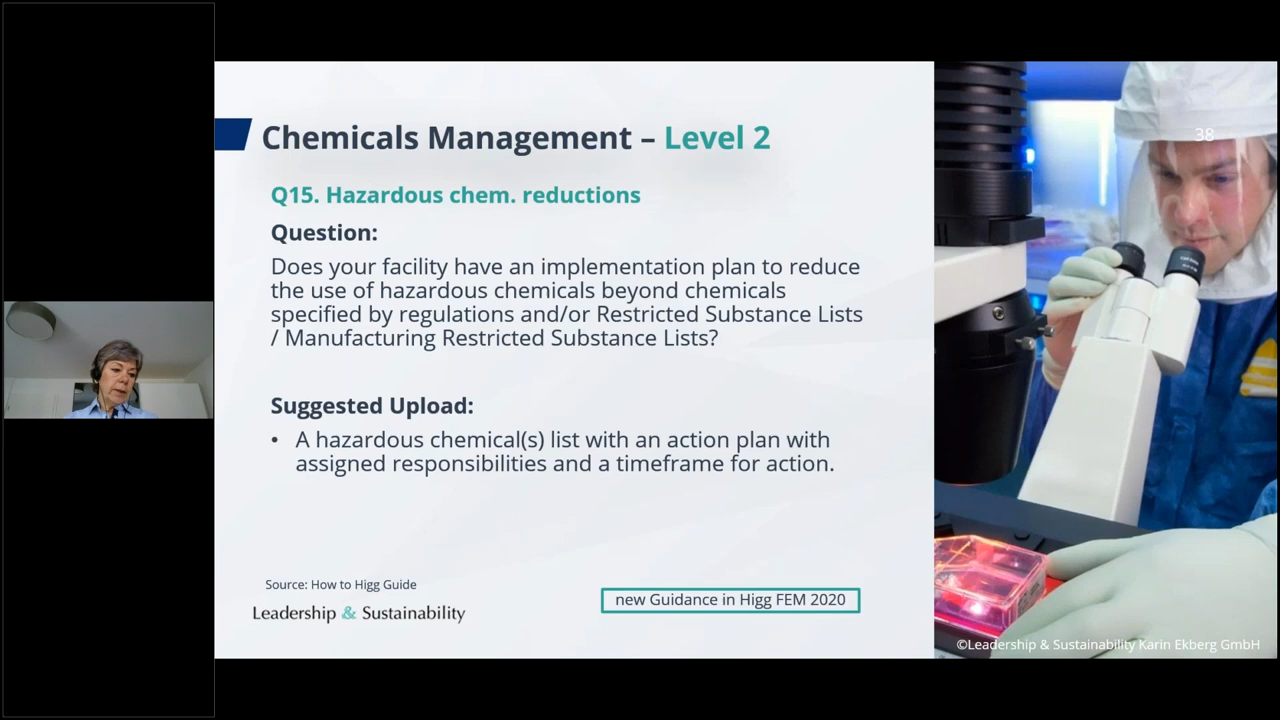 Chemicals Management – Level 2
38
Q15. Hazardous chem. reductions
Question:
Does your facility have an implementation plan to reduce
the use of hazardous chemicals beyond chemicals
specified by regulations and/or Restricted Substance Lists
/ Manufacturing Restricted Substance Lists?
Suggested Upload:
• A hazardous chemical(s) list with an action plan with
assigned responsibilities and a timeframe for action.
Source: How to Higg Guide
Leadership & Sustainability
new Guidance in Higg FEM 2020
©Leadership & Sustainability Karin Ekberg GmbH